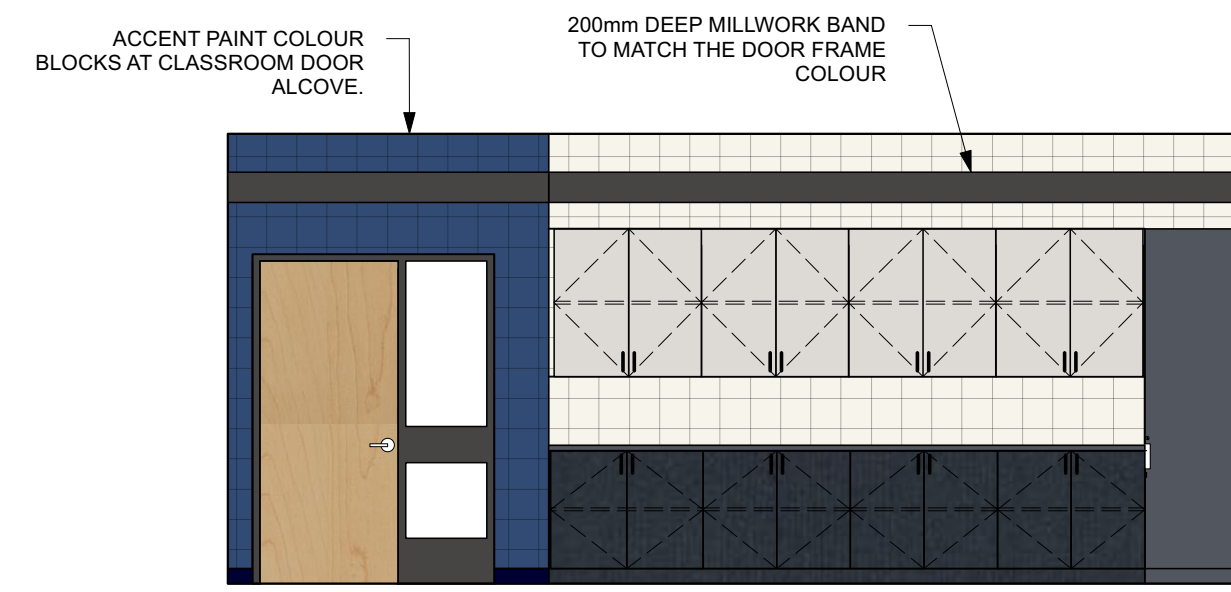 ACCENT PAINT COLOUR
BLOCKS AT CLASSROOM DOOR
ALCOVE.
200mm DEEP MILLWORK BAND
TO MATCH THE DOOR FRAME
COLOUR